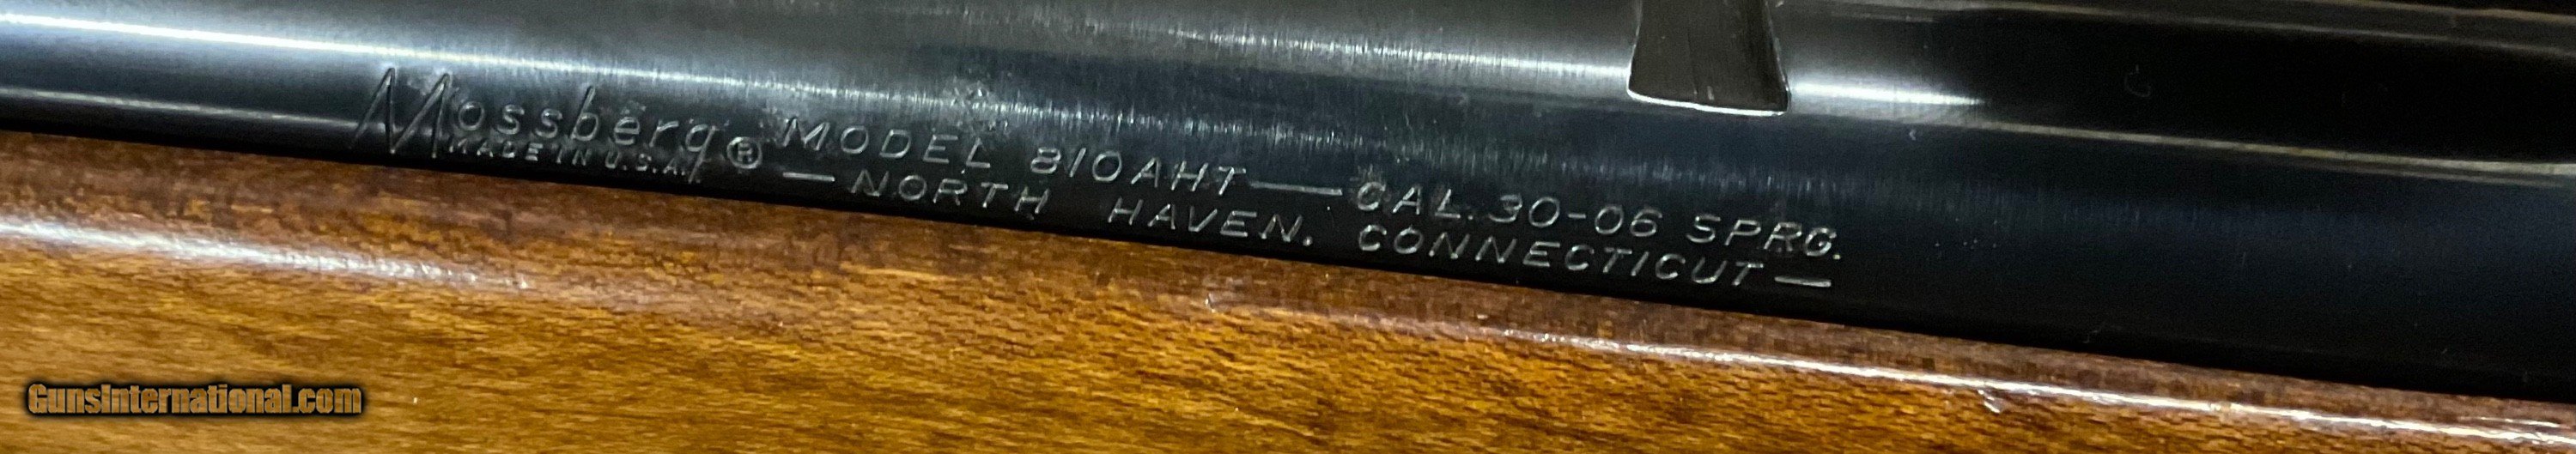 Mossberg® MODEL 810AHT — CAL. 30-06 SPRG.
MADE IN U.S.A. — NORTH HAVEN, CONNECTICUT —
GunsInternational.com